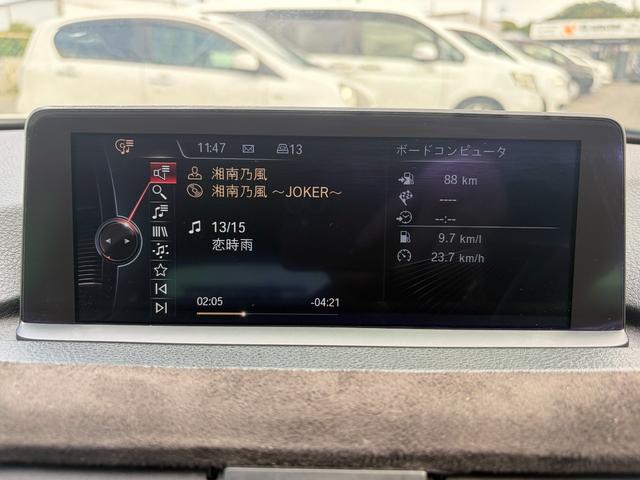 11:47
13
ボードコンピュータ
湘南乃風
湘南乃風 〜JOKER〜
13/15
恋時雨
02:05
-04:21
88 km
----
--:--
9.7 km/l
23.7 km/h